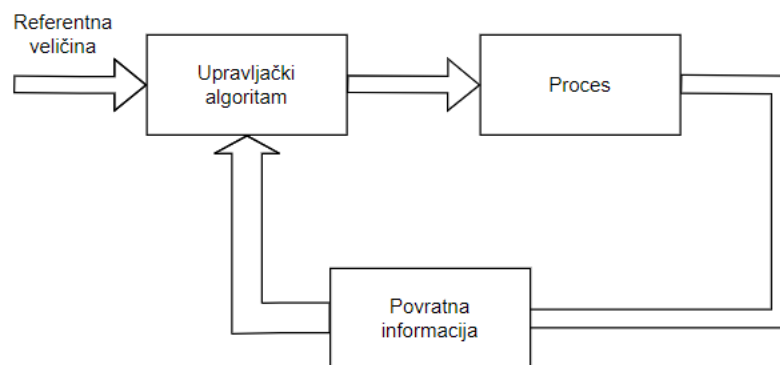 Referentna
veličina
Upravljački
algoritam
Proces
Povratna
informacija